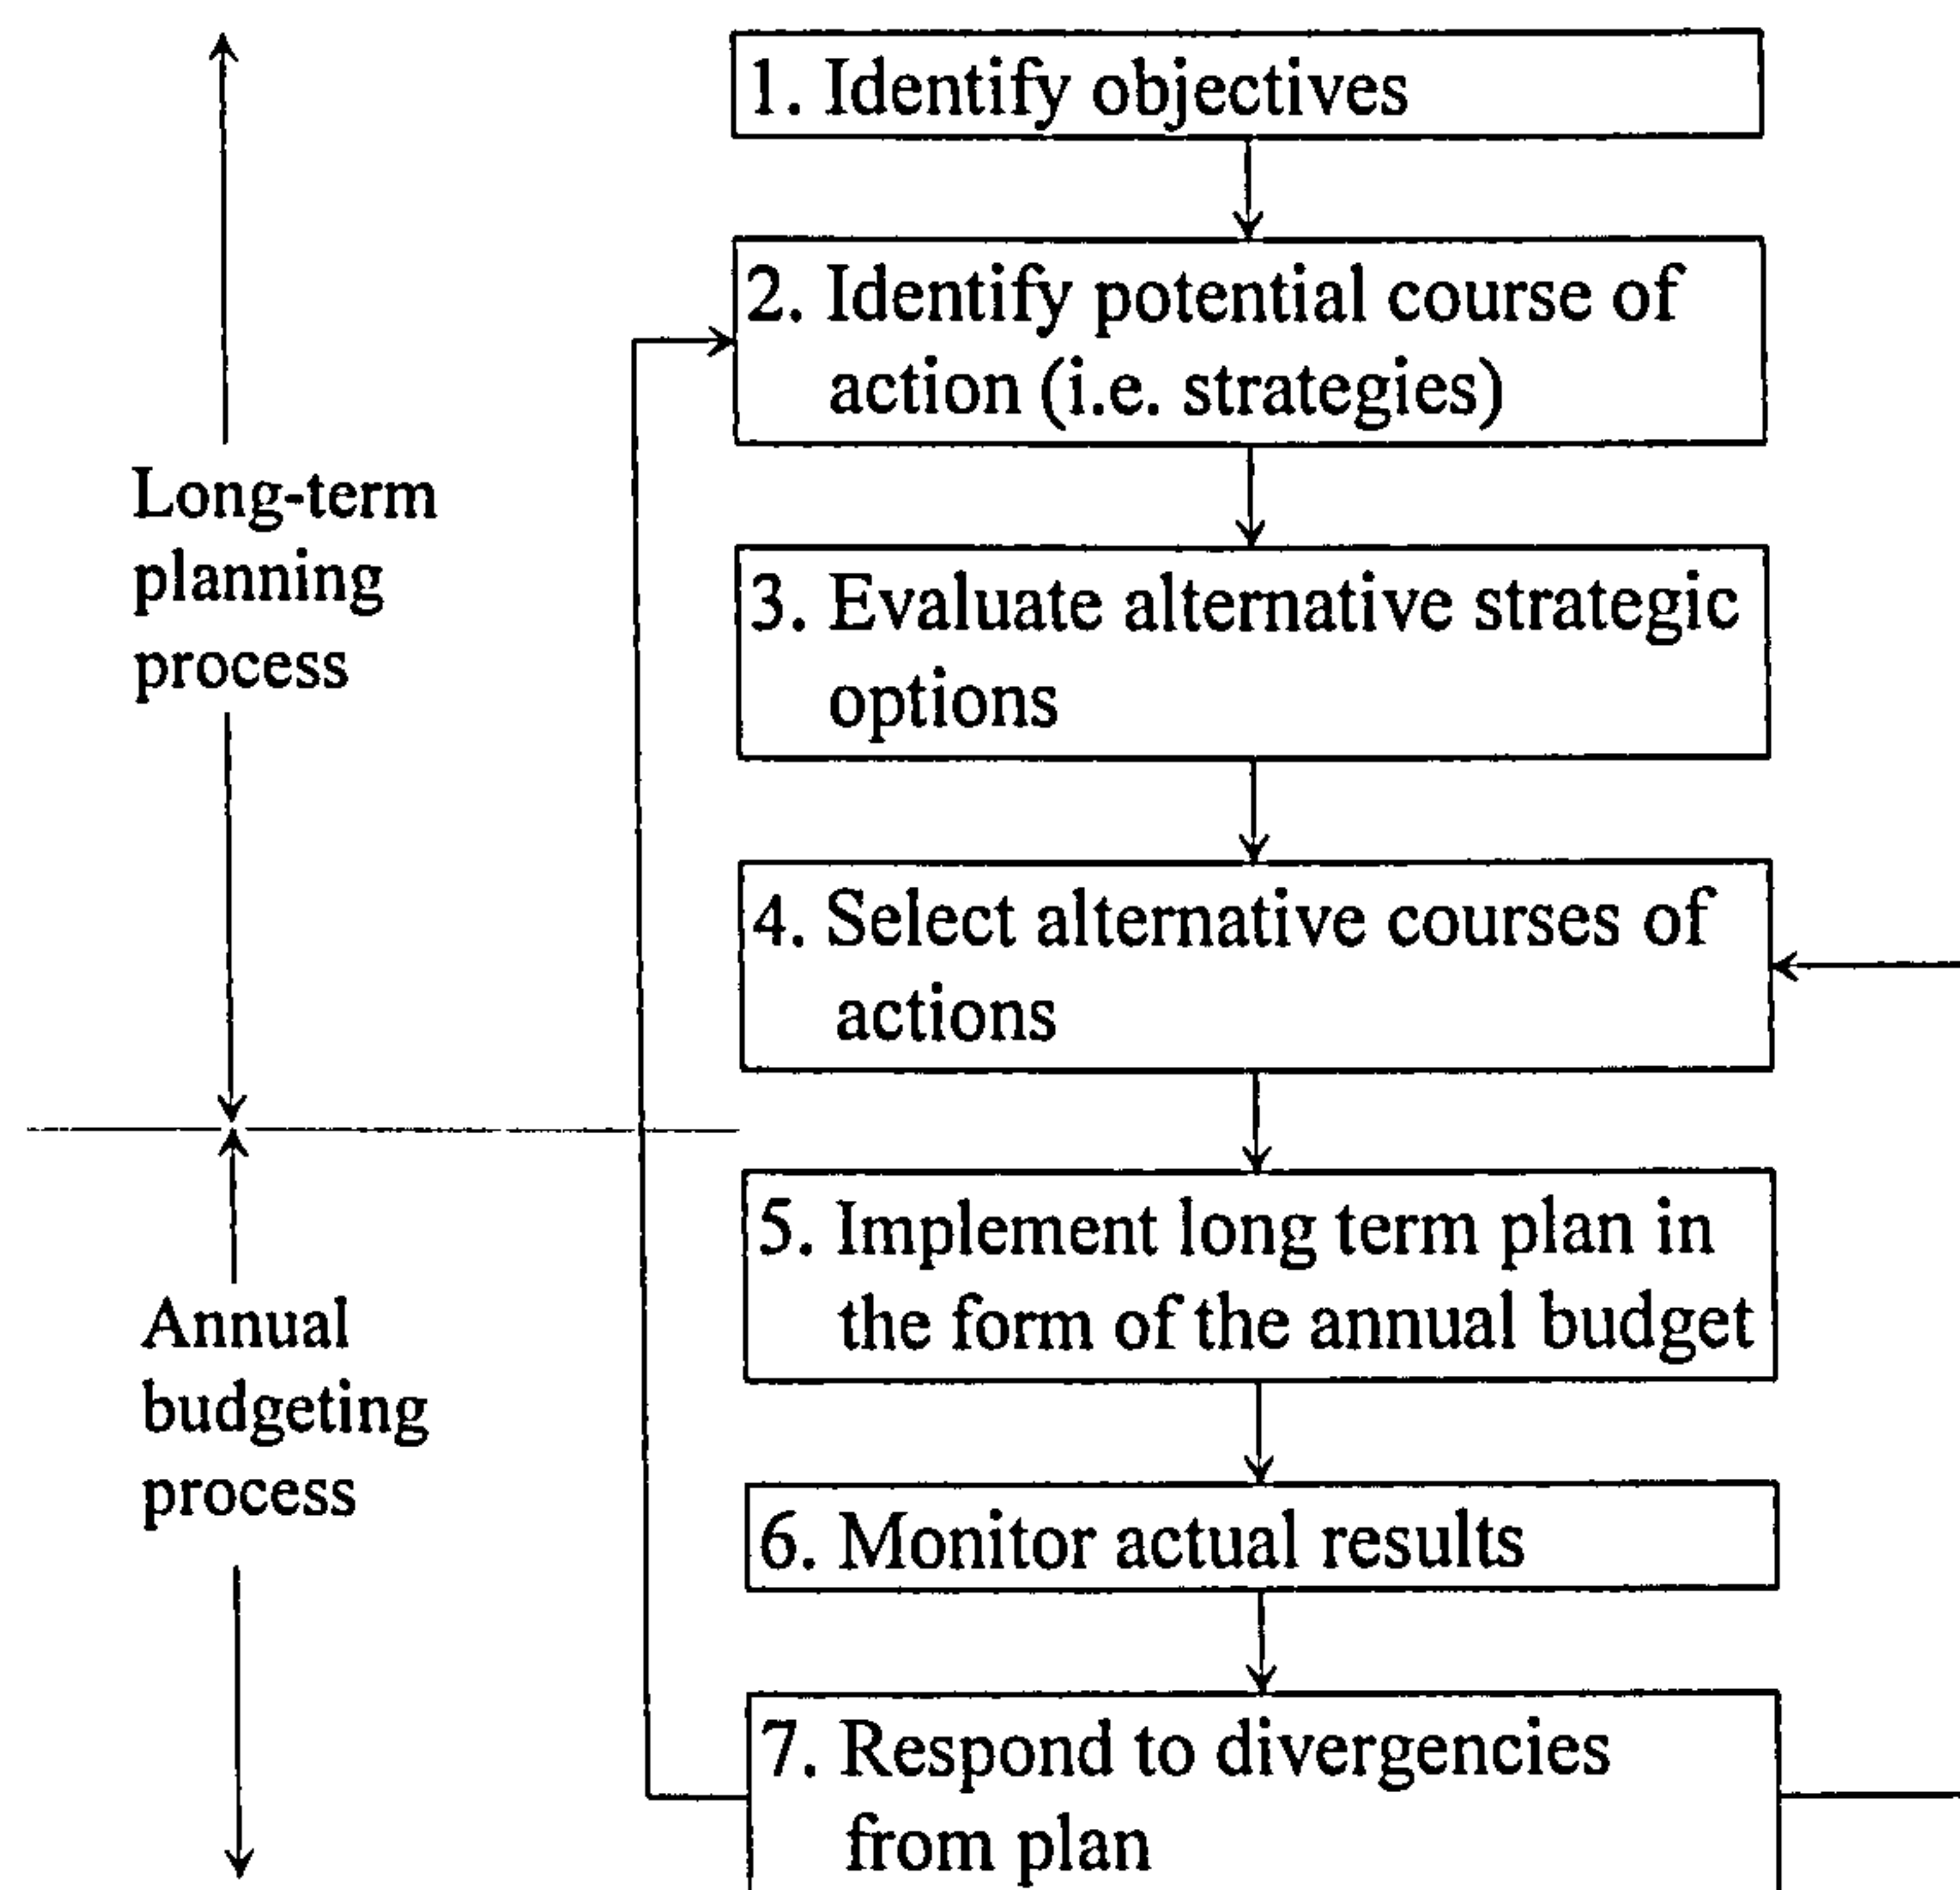 1. Identify objectives
2. Identify potential course of
action (i.e. strategies)
Long-term
planning
process
3. Evaluate alternative strategic
options
4. Select alternative courses of
actions
5. Implement long term plan in
the form of the annual budget
Annual
budgeting
process
6. Monitor actual results
7. Respond to divergencies
from plan